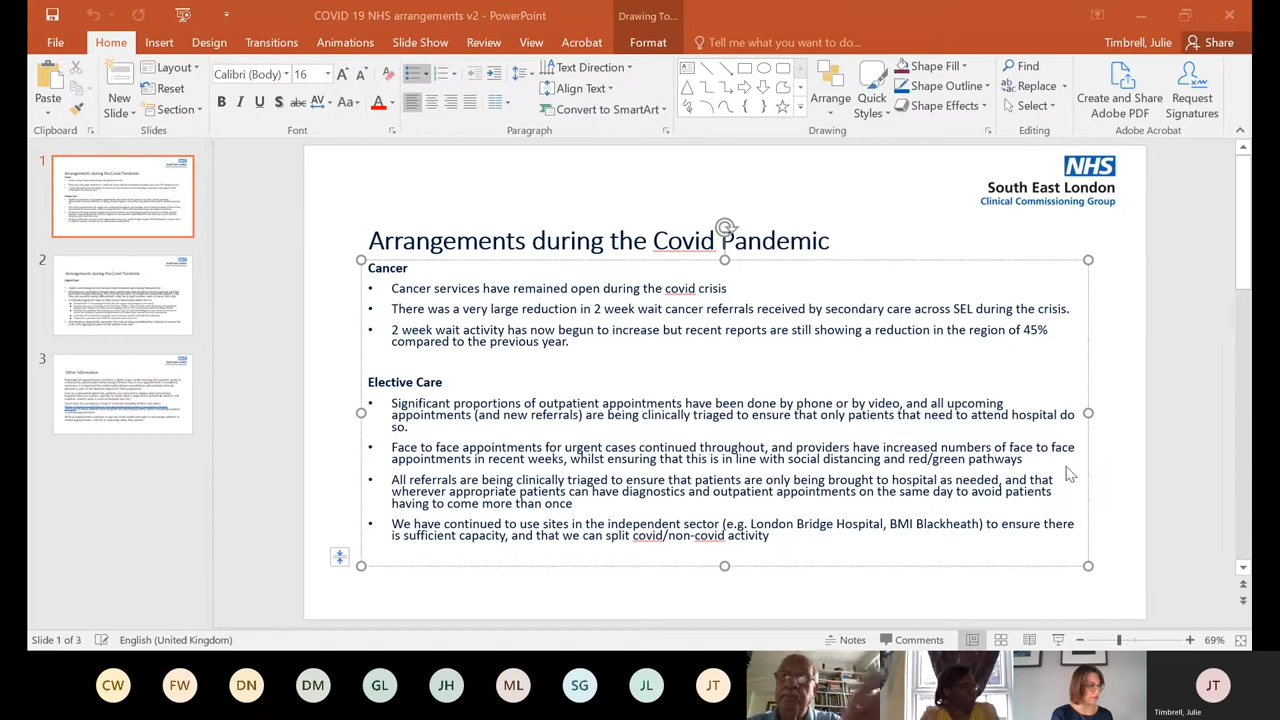 COVID 19 NHS arrangements v2 - PowerPoint
Drawing To...
File
Home
Insert
Design
Transitions
Animations
Slide Show
Review
View
Acrobat
Format
Tell me what you want to do...
Timbrell, Julie
Share
Paste
Clipboard
New
Slide
Layout
Reset
Section
Slides
Calibri (Body)
16
B I U S abc AV Aa A
Font
Text Direction
Align Text
Convert to SmartArt
Paragraph
Arrange
Quick
Styles
Shape Fill
Shape Outline
Shape Effects
Drawing
Find
Replace
Select
Editing
Create and Share
Adobe PDF
Request
Signatures
Adobe Acrobat
1
2
3
NHS
South East London
Clinical Commissioning Group
Arrangements during the Covid Pandemic
Cancer
• Cancer services have remained open during the covid crisis
There was a very large reduction in 2 week wait cancer referrals received by secondary care across SEL during the crisis.
• 2 week wait activity has now begun to increase but recent reports are still showing a reduction in the region of 45%
compared to the previous year.
Elective Care
• Significant proportions of outpatient appointments have been done by phone or by video, and all upcoming
appointments (and new referrals) are being clinically triaged to ensure that only patients that need to attend hospital do
so.
• Face to face appointments for urgent cases continued throughout, and providers have increased numbers of face to face
appointments in recent weeks, whilst ensuring that this is in line with social distancing and red/green pathways
• All referrals are being clinically triaged to ensure that patients are only being brought to hospital as needed, and that
wherever appropriate patients can have diagnostics and outpatient appointments on the same day to avoid patients
having to come more than once
• We have continued to use sites in the independent sector (e.g. London Bridge Hospital, BMI Blackheath) to ensure there
is sufficient capacity, and that we can split covid/non-covid activity
Slide 1 of 3
English (United Kingdom)
Notes
Comments
69%
CW
FW
DN
DM
GL
JH
ML
SG
JL
JT
JT
Timbrell, Julie